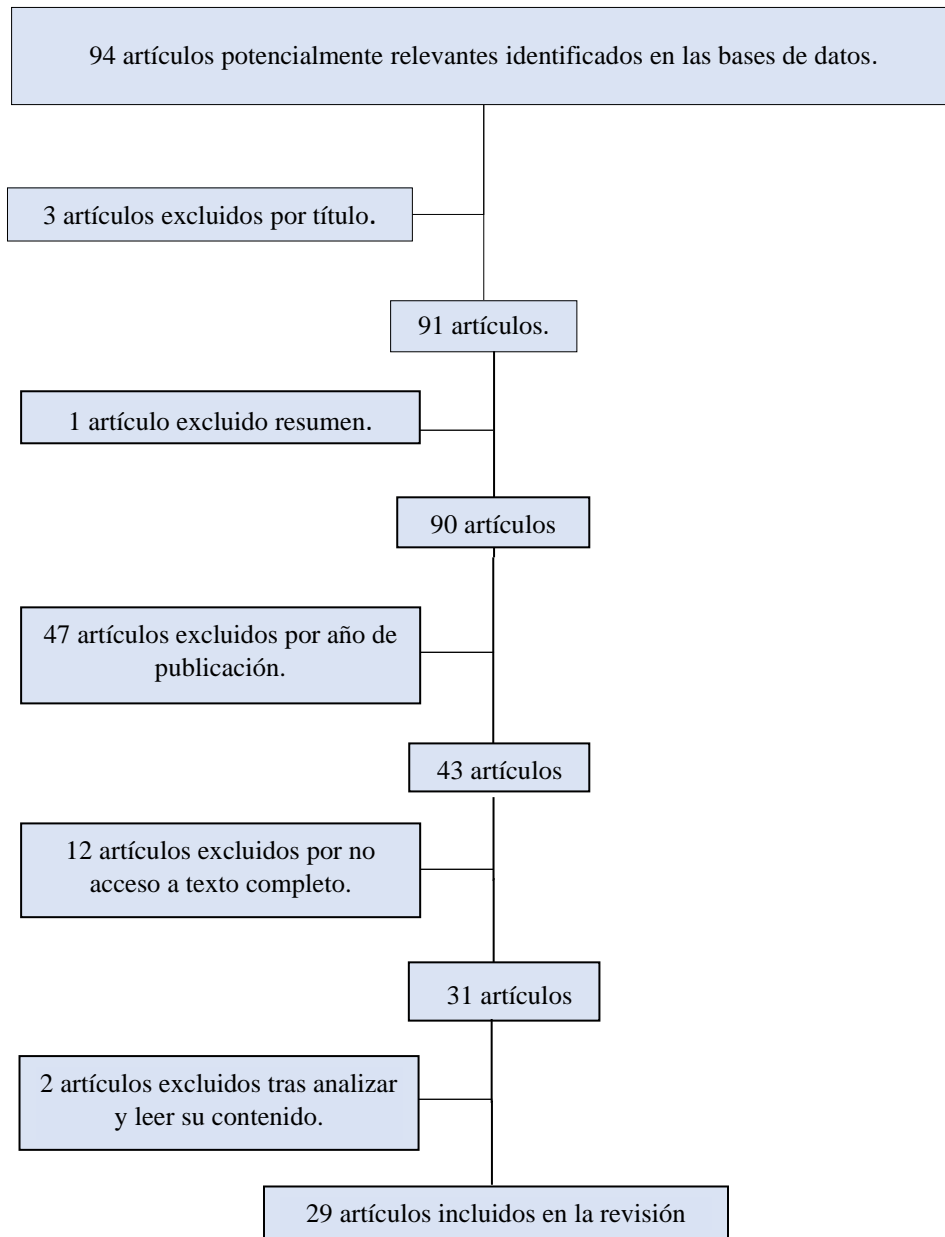 94 artículos potencialmente relevantes identificados en las bases de datos.
3 artículos excluidos por título.
91 artículos.
1 artículo excluido resumen.
90 artículos
47 artículos excluidos por año de
publicación.
43 artículos
12 artículos excluidos por no
acceso a texto completo.
31 artículos
2 artículos excluidos tras analizar
y leer su contenido.
29 artículos incluidos en la revisión